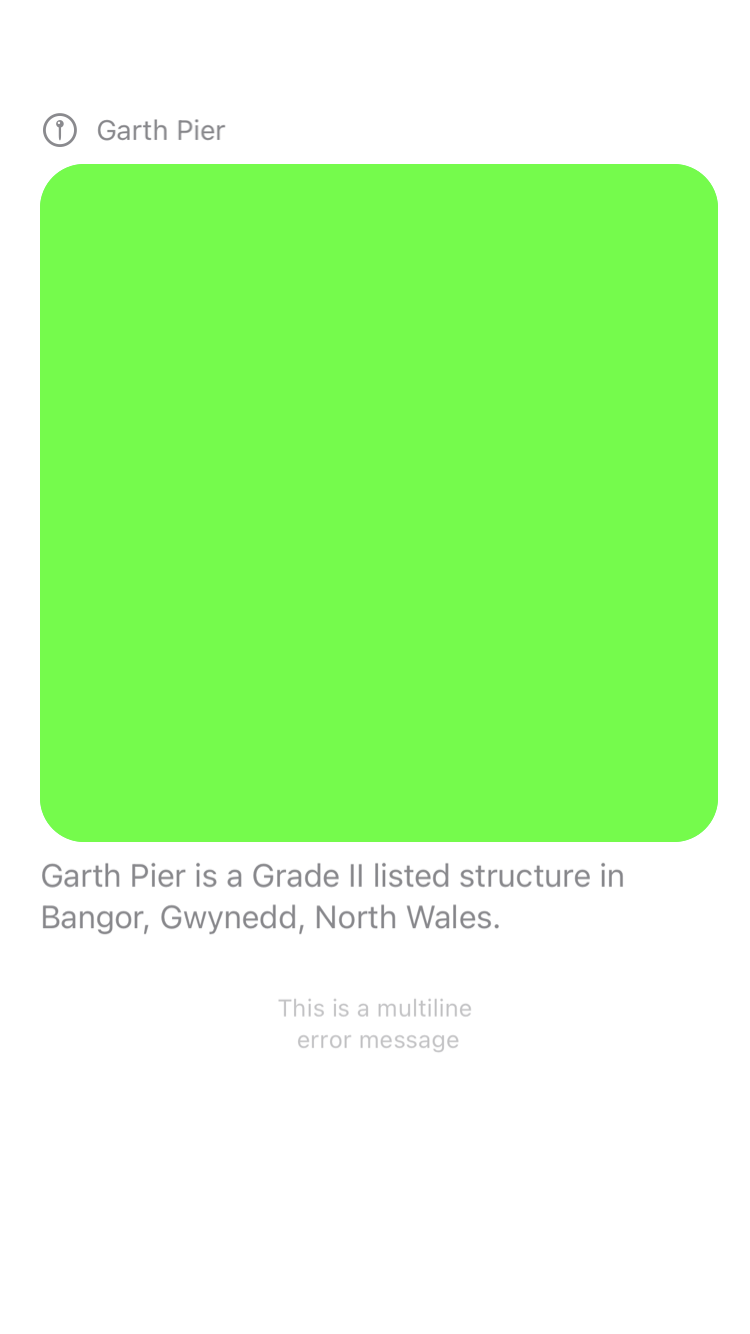 Garth Pier
Garth Pier is a Grade II listed structure in
Bangor, Gwynedd, North Wales.
This is a multiline
error message